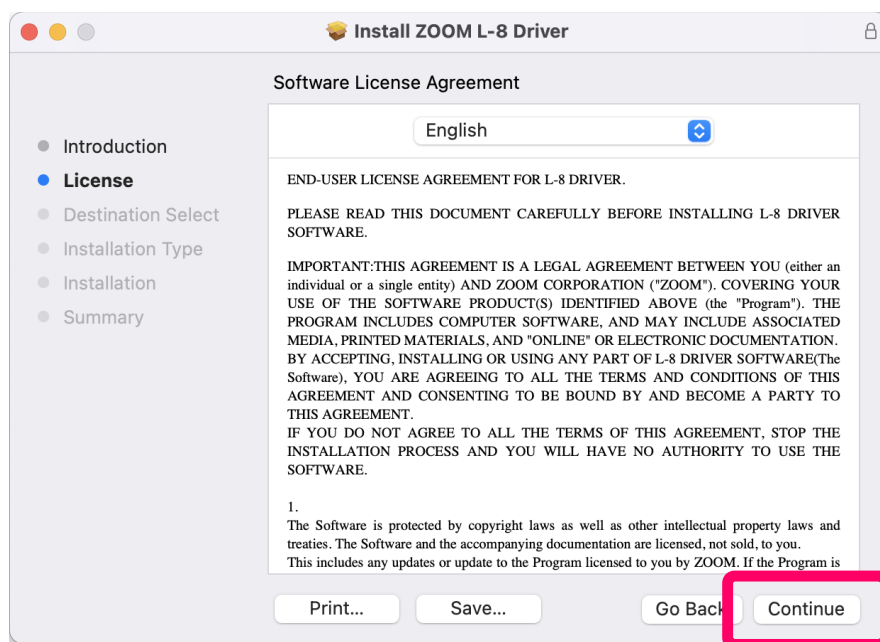 Install ZOOM L-8 Driver
Software License Agreement
Introduction
License
Destination Select
Installation Type
Installation
Summary
English
END-USER LICENSE AGREEMENT FOR L-8 DRIVER.
PLEASE READ THIS DOCUMENT CAREFULLY BEFORE INSTALLING L-8 DRIVER
SOFTWARE.
IMPORTANT:THIS AGREEMENT IS A LEGAL AGREEMENT BETWEEN YOU (either an
individual or a single entity) AND ZOOM CORPORATION ("ZOOM"). COVERING YOUR
USE OF THE SOFTWARE PRODUCT(S) IDENTIFIED ABOVE (the "Program"). THE
PROGRAM INCLUDES COMPUTER SOFTWARE, AND MAY INCLUDE ASSOCIATED
MEDIA, PRINTED MATERIALS, AND "ONLINE" OR ELECTRONIC DOCUMENTATION.
BY ACCEPTING, INSTALLING OR USING ANY PART OF L-8 DRIVER SOFTWARE(The
Software), YOU ARE AGREEING TO ALL THE TERMS AND CONDITIONS OF THIS
AGREEMENT AND CONSENTING TO BE BOUND BY AND BECOME A PARTY TO
THIS AGREEMENT.
IF YOU DO NOT AGREE TO ALL THE TERMS OF THIS AGREEMENT, STOP THE
INSTALLATION PROCESS AND YOU WILL HAVE NO AUTHORITY TO USE THE
SOFTWARE.
1.
The Software is protected by copyright laws as well as other intellectual property laws and
treaties. The Software and the accompanying documentation are licensed, not sold, to you.
This includes any updates or update to the Program licensed to you by ZOOM. If the Program is
Print...
Save...
Go Back
Continue